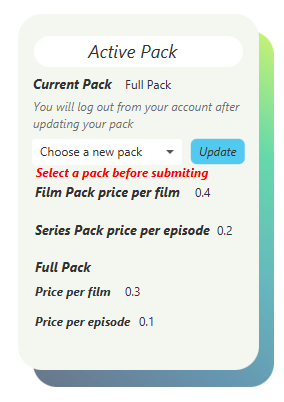 Active Pack
Current Pack Full Pack
You will log out from your account after
updating your pack
Choose a new pack Update
Select a pack before submiting
Film Pack price per film 0.4
Series Pack price per episode 0.2
Full Pack
Price per film 0.3
Price per episode 0.1